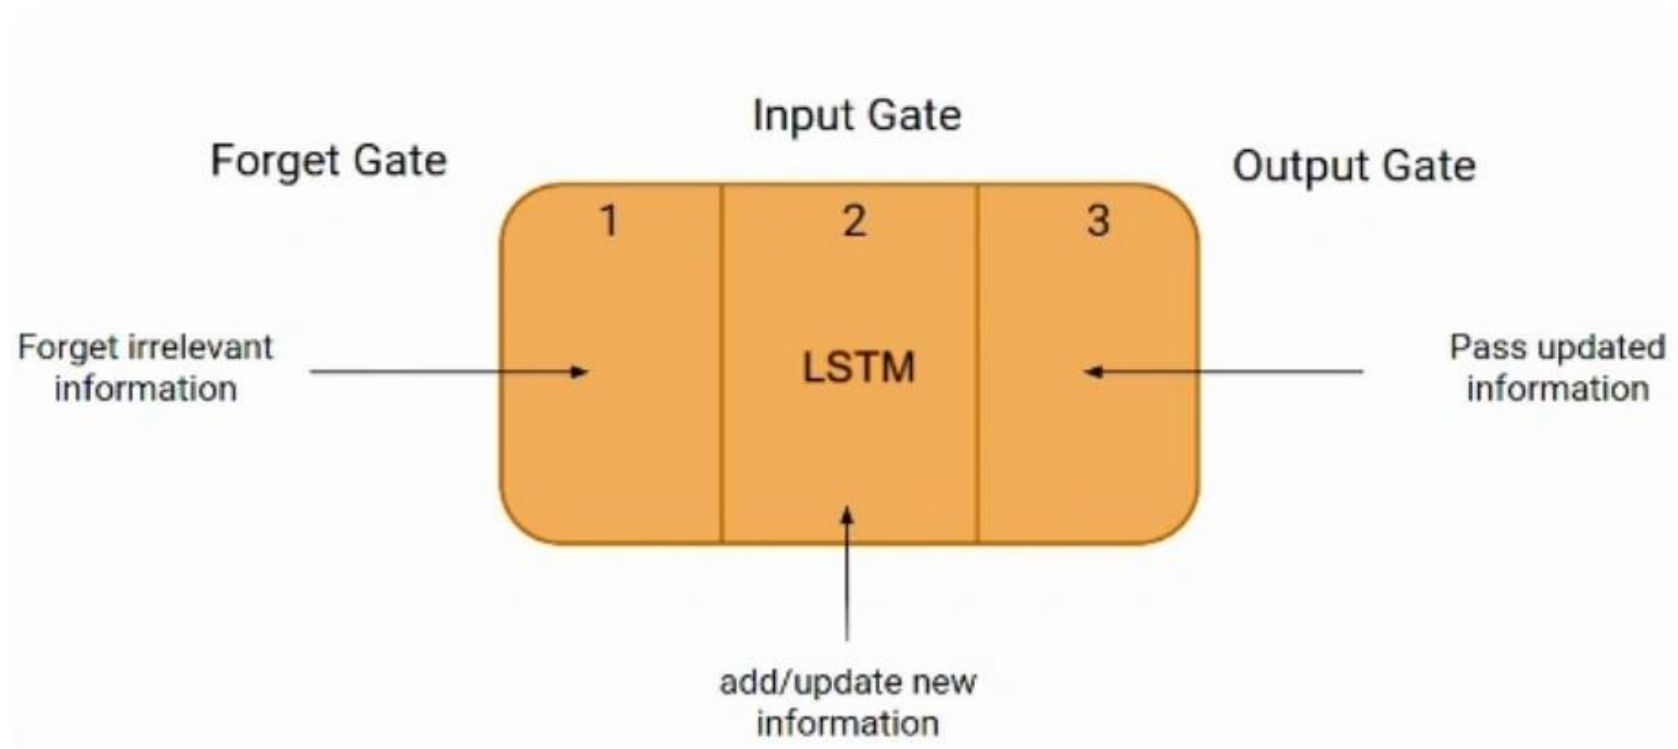 Input Gate
Forget Gate
Output Gate
1
2
3
Forget irrelevant
information
LSTM
Pass updated
information
add/update new
information